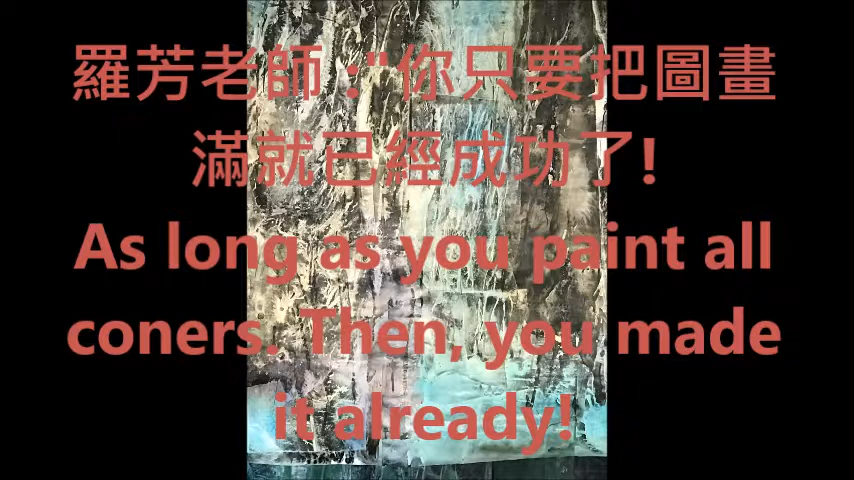 羅芳老師 :"你只要把圖畫
滿就已經成功了!
As long as you paint all
coners. Then, you made
it already!